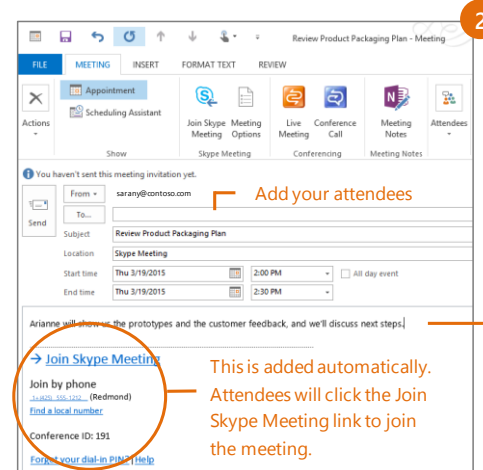 2
Review Product Packaging Plan - Meeting
FILE MEETING INSERT FORMAT TEXT REVIEW
Actions
Appointment
Scheduling Assistant
Show
Join Skype Meeting
Meeting Options
Skype Meeting
Live Meeting
Conference Call
Conferencing
Meeting Notes
Meeting Notes
Attendees
You haven't sent this meeting invitation yet.
Send
From sarany@contoso.com
Add your attendees
To...
Subject Review Product Packaging Plan
Location Skype Meeting
Start time Thu 3/19/2015 2:00 PM All day event
End time Thu 3/19/2015 2:30 PM
Arianne will show us the prototypes and the customer feedback, and we'll discuss next steps.
→ Join Skype Meeting
Join by phone
1+(425) 555-1212 (Redmond)
Find a local number
Conference ID: 191
Forgot your dial-in PIN? | Help
This is added automatically.
Attendees will click the Join
Skype Meeting link to join
the meeting.